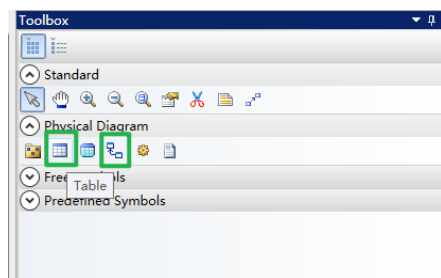 Toolbox
Standard
Physical Diagram
Table
Predefined Symbols